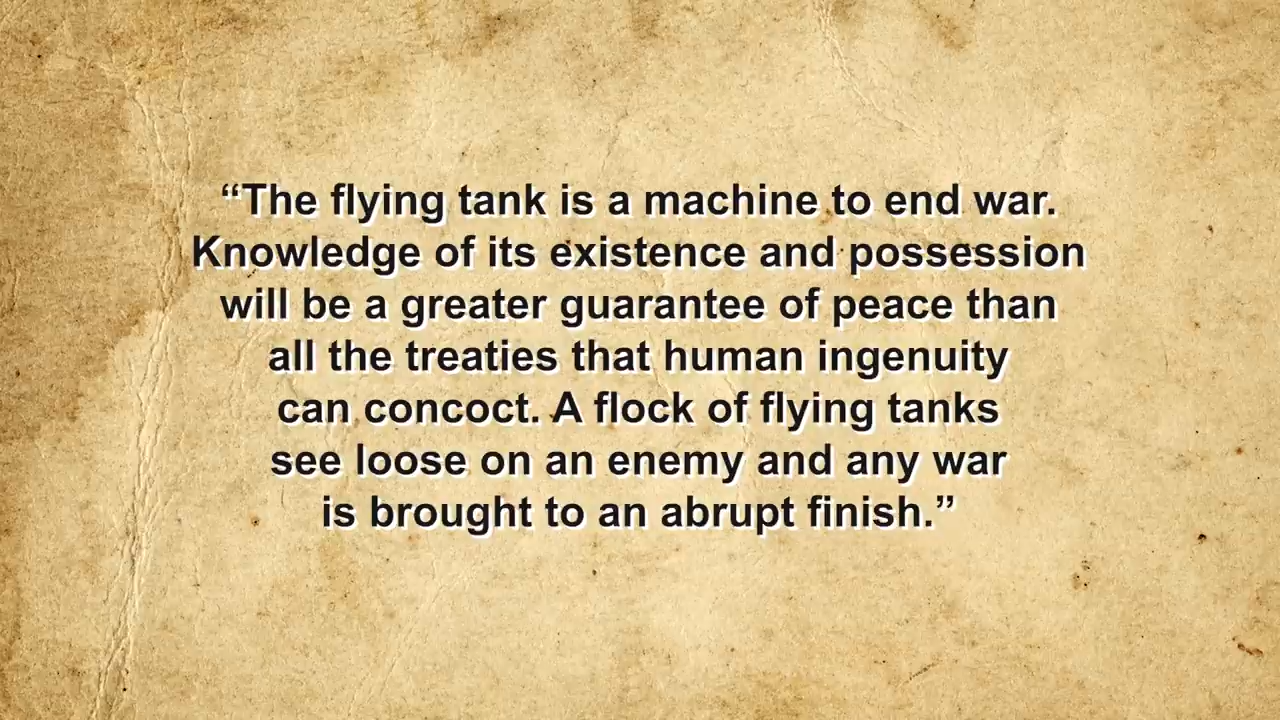 “The flying tank is a machine to end war.
Knowledge of its existence and possession
will be a greater guarantee of peace than
all the treaties that human ingenuity
can concoct. A flock of flying tanks
see loose on an enemy and any war
is brought to an abrupt finish.”